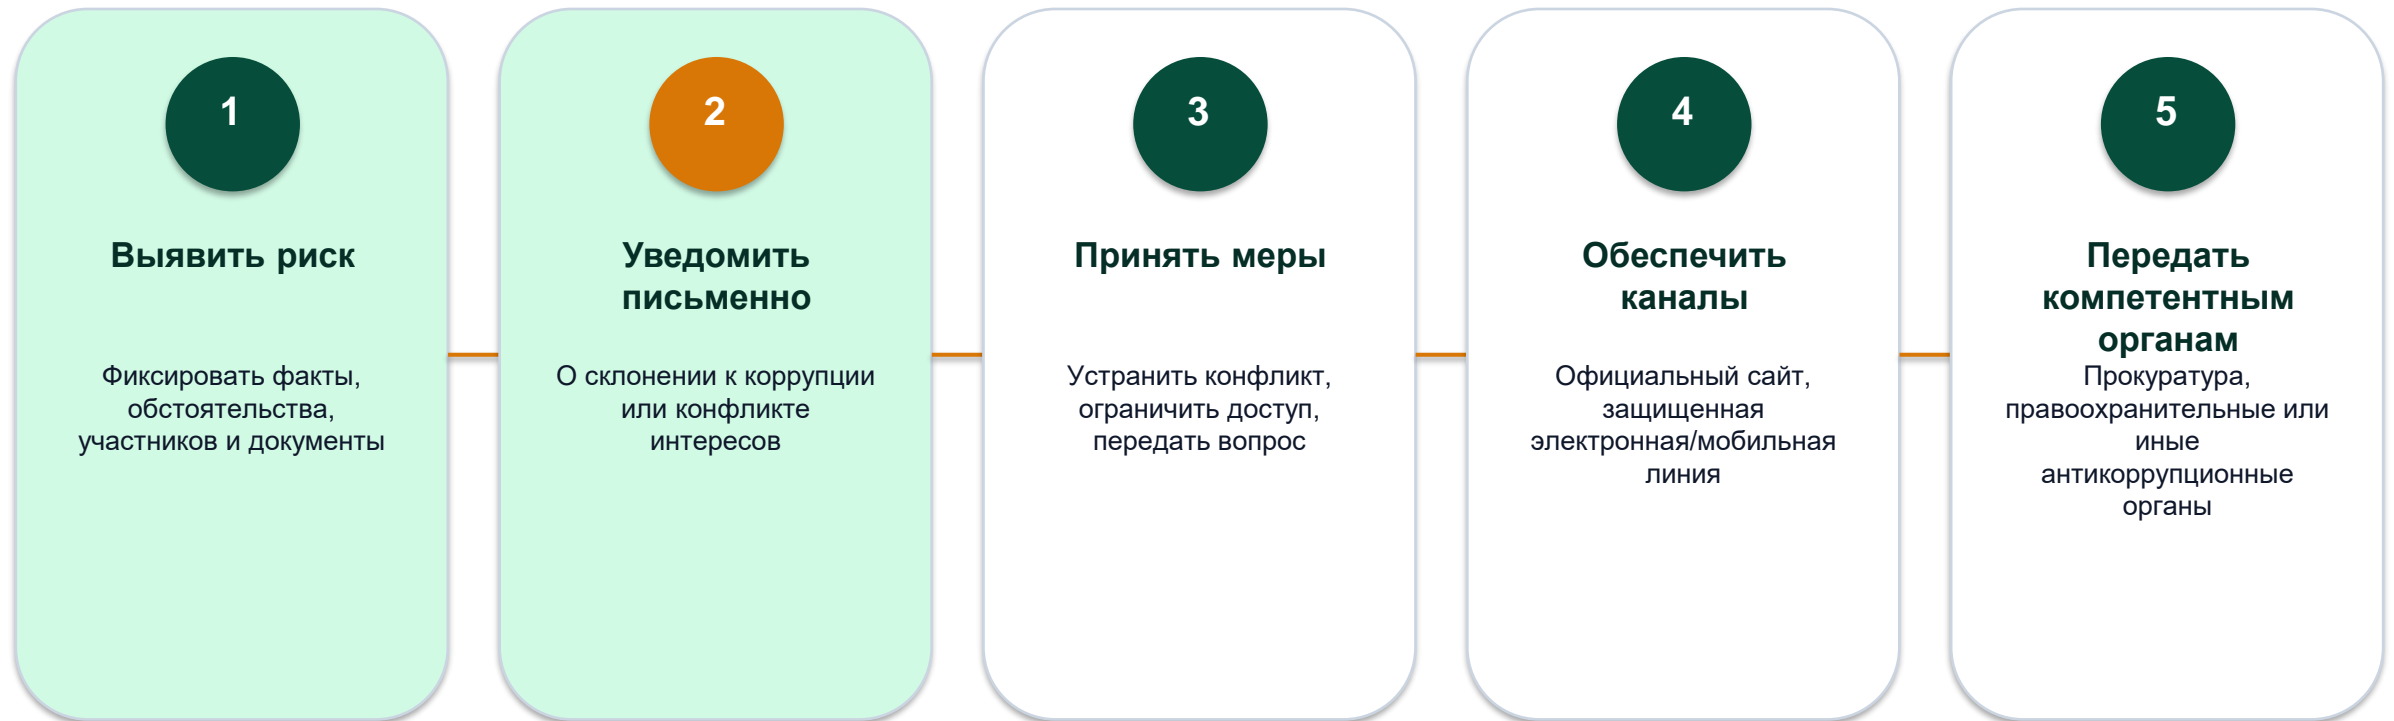 1
Выявить риск
Фиксировать факты,
обстоятельства,
участников и документы
2
Уведомить
письменно
О склонении к коррупции
или конфликте
интересов
3
Принять меры
Устранить конфликт,
ограничить доступ,
передать вопрос
4
Обеспечить
каналы
Официальный сайт,
защищенная
электронная/мобильная
линия
5
Передать
компетентным
органам
Прокуратура,
правоохранительные или
иные
антикоррупционные
органы